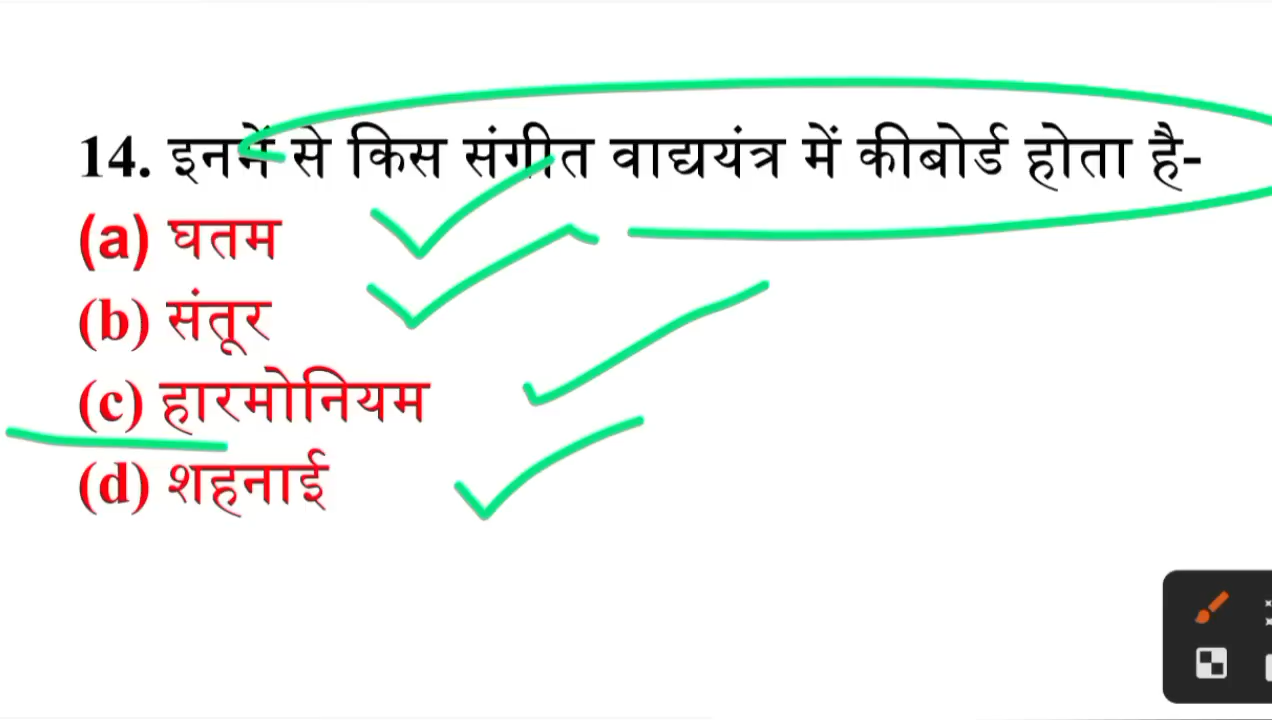 14. इनमें से किस संगीत वाद्ययंत्र में कीबोर्ड होता है-
(a) घतम
(b) संतूर
(c) हारमोनियम
(d) शहनाई